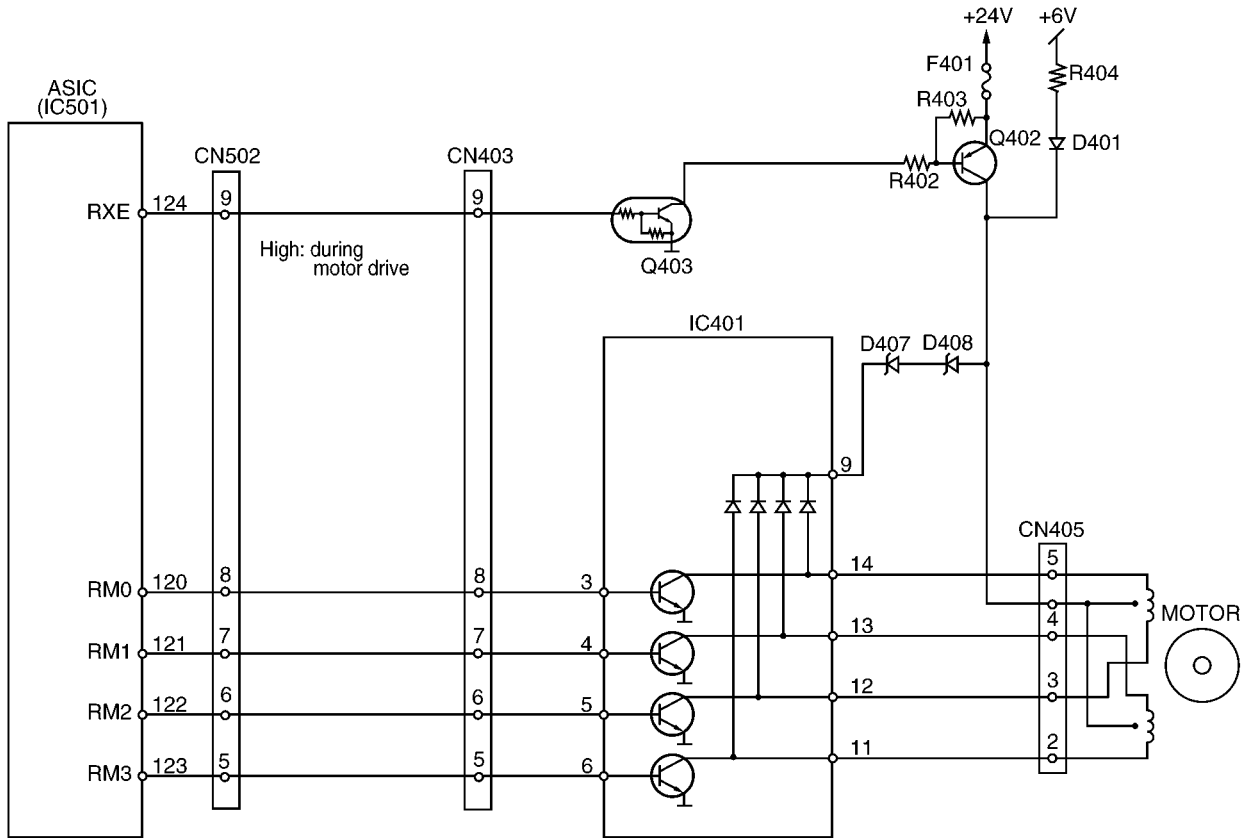 +24V
+6V
F401
R404
ASIC
(IC501)
R403
Q402
D401
CN502
CN403
R402
RXE
124
9
9
High: during
motor drive
Q403
IC401
D407
D408
9
CN405
RM0
120
8
8
3
14
5
MOTOR
RM1
121
7
7
4
13
4
RM2
122
6
6
5
12
3
RM3
123
5
5
6
11
2